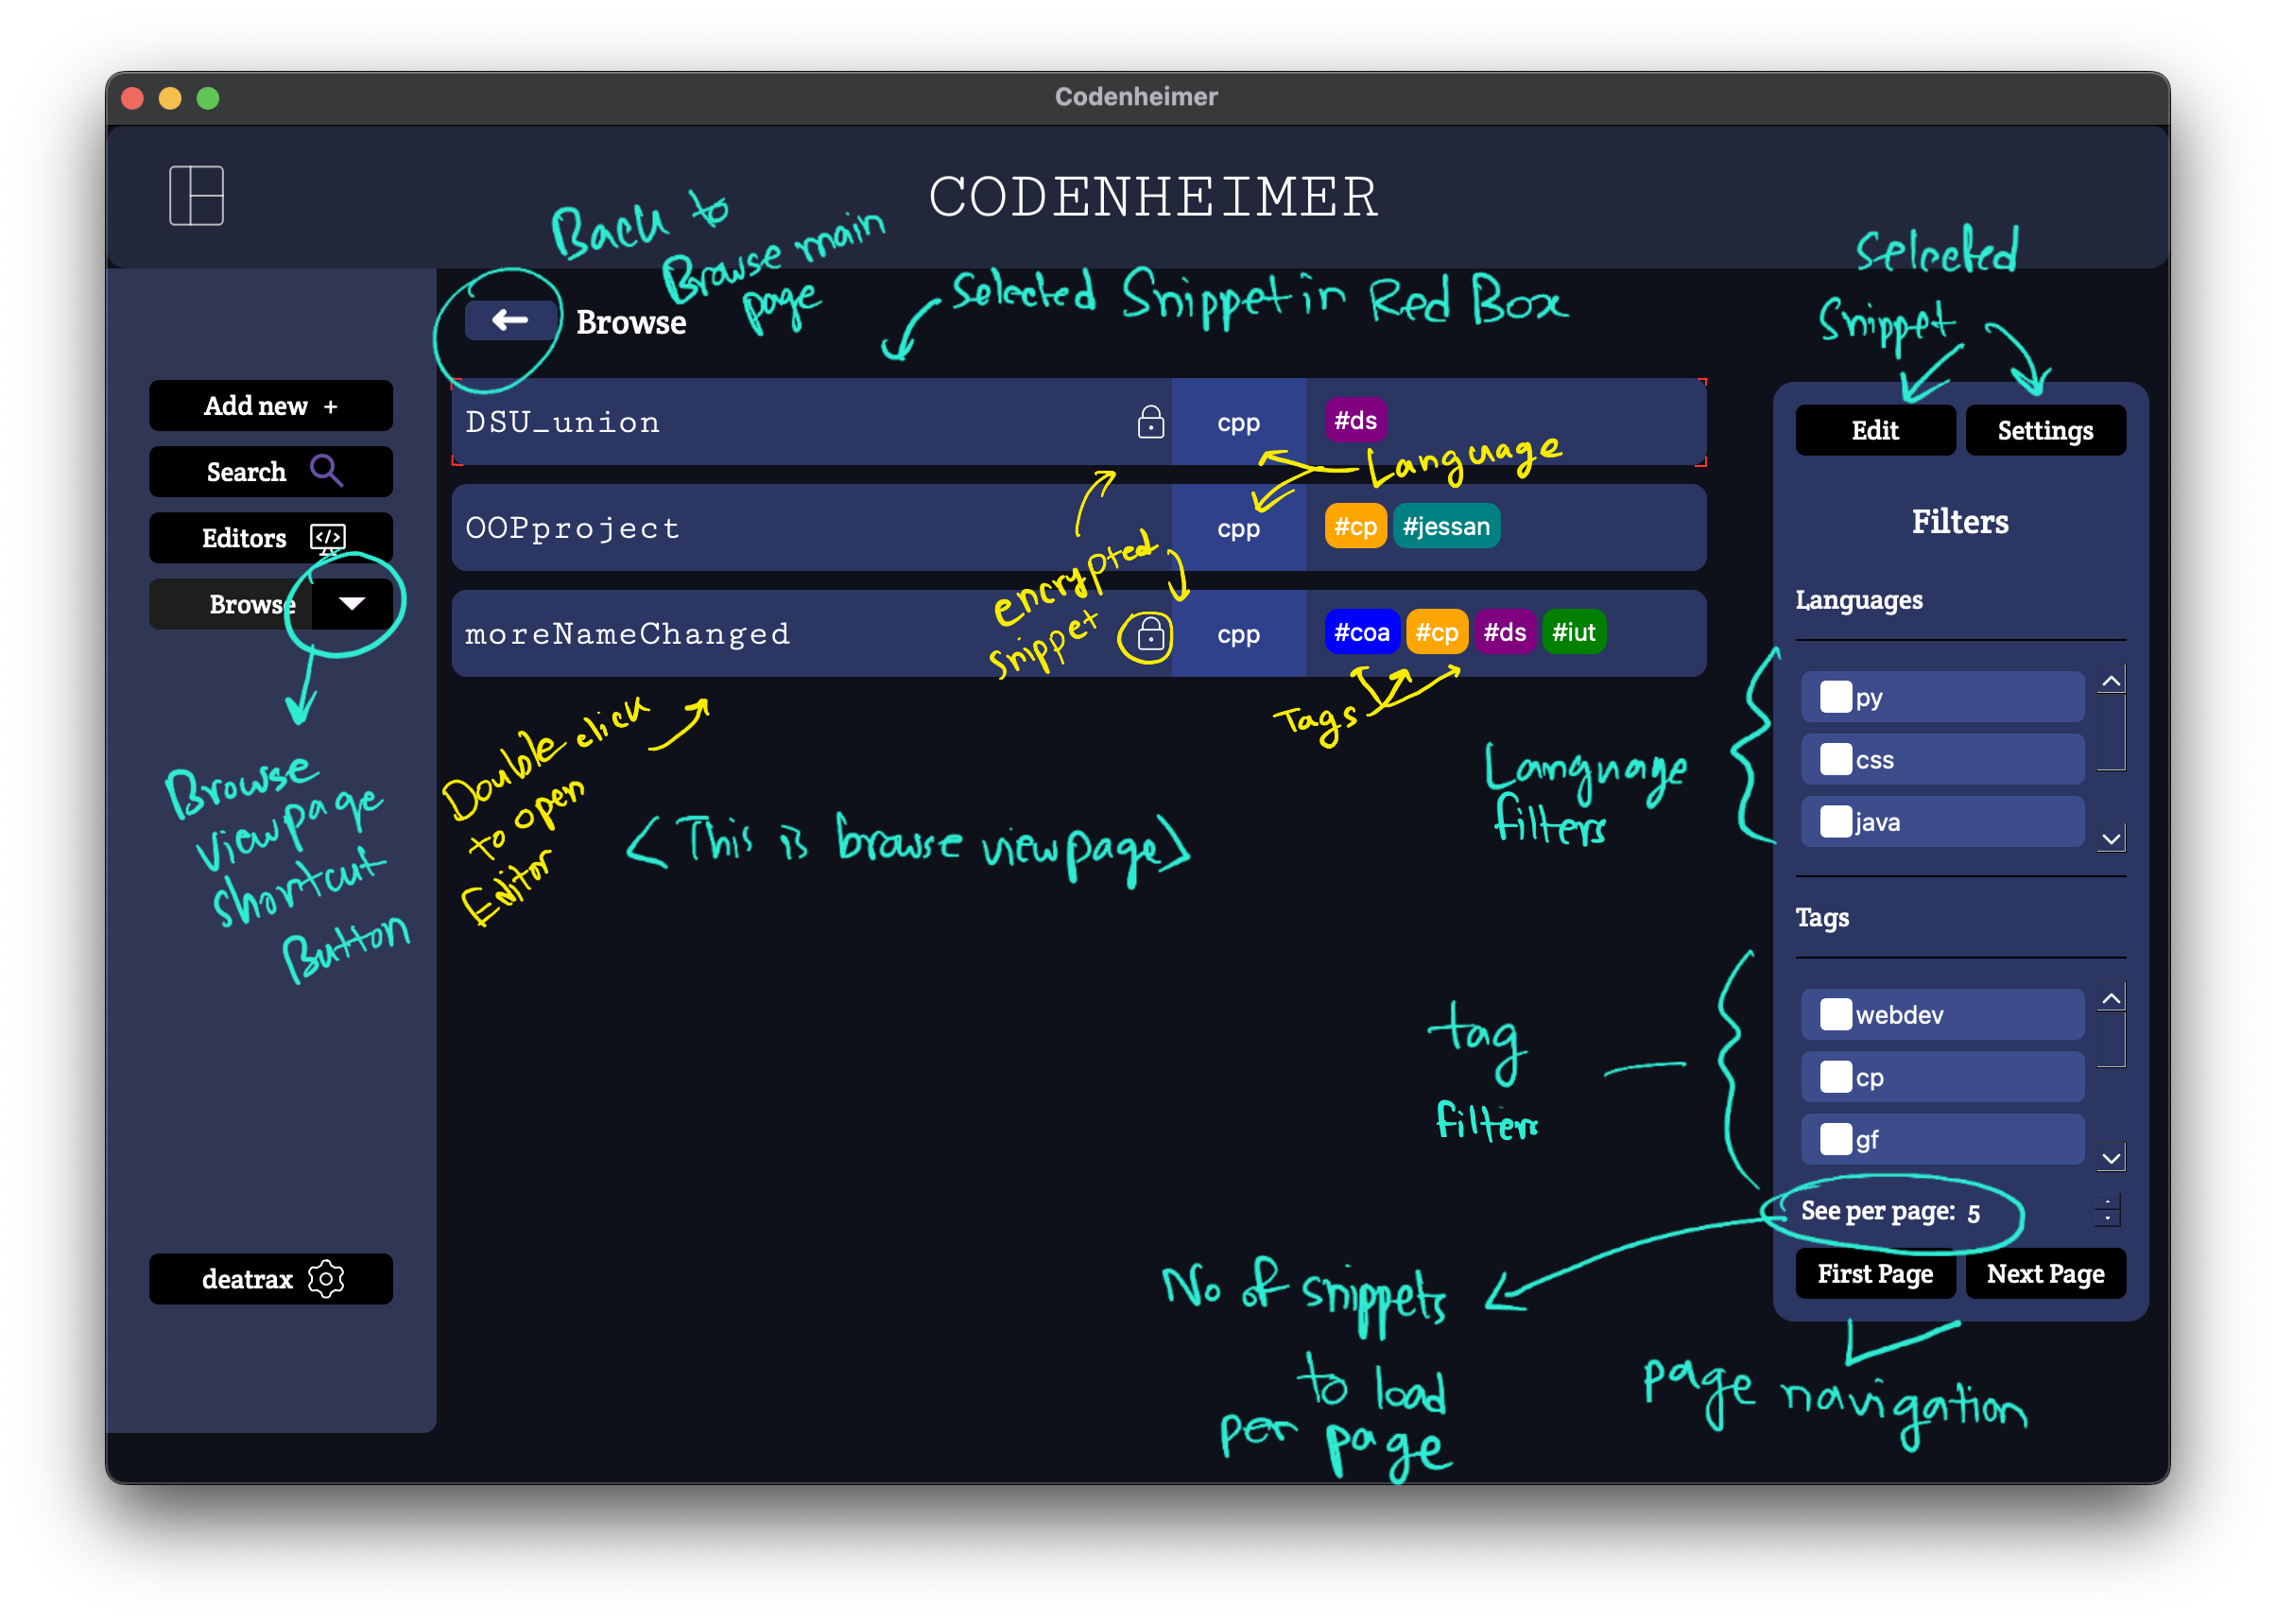 Codenheimer
CODENHEIMER
Back to
Browse main
page
Selected Snippet in Red Box
Selected
Snippet
Browse
Add new +
Search
Editors
Browse
deatrax
DSU_union
cpp
#ds
Language
OOPproject
cpp
#cp #jessan
encrypted
snippet
moreNameChanged
cpp
#coa #cp #ds #iut
Tags
Double click
to open
Editor
<This is browse viewpage>
Browse
viewpage
shortcut
Button
Edit
Settings
Filters
Languages
py
css
java
Language
filters
Tags
webdev
cp
gf
tag
filters
See per page: 5
First Page
Next Page
No of snippets
to load
per page
page navigation